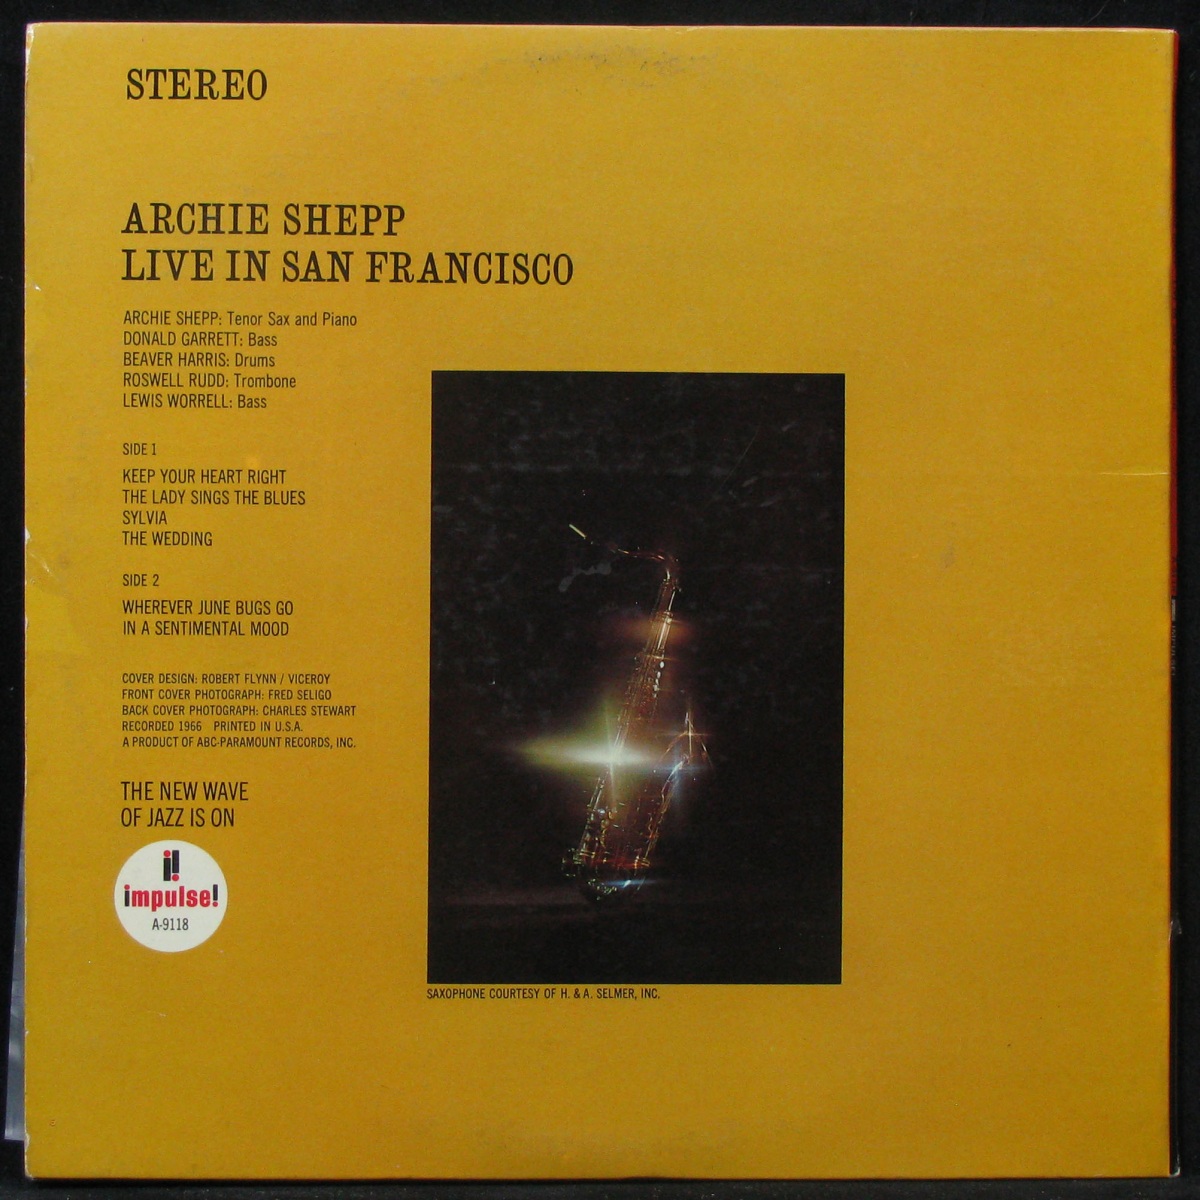 STEREO
ARCHIE SHEPP
LIVE IN SAN FRANCISCO
ARCHIE SHEPP: Tenor Sax and Piano
DONALD GARRETT: Bass
BEAVER HARRIS: Drums
ROSWELL RUDD: Trombone
LEWIS WORRELL: Bass
SIDE 1
KEEP YOUR HEART RIGHT
THE LADY SINGS THE BLUES
SYLVIA
THE WEDDING
SIDE 2
WHEREVER JUNE BUGS GO
IN A SENTIMENTAL MOOD
COVER DESIGN: ROBERT FLYNN / VICEROY
FRONT COVER PHOTOGRAPH: FRED SELIGO
BACK COVER PHOTOGRAPH: CHARLES STEWART
RECORDED 1966 PRINTED IN U.S.A.
A PRODUCT OF ABC-PARAMOUNT RECORDS, INC.
THE NEW WAVE
OF JAZZ IS ON
i!
impulse!
A-9118
SAXOPHONE COURTESY OF H. & A. SELMER, INC.